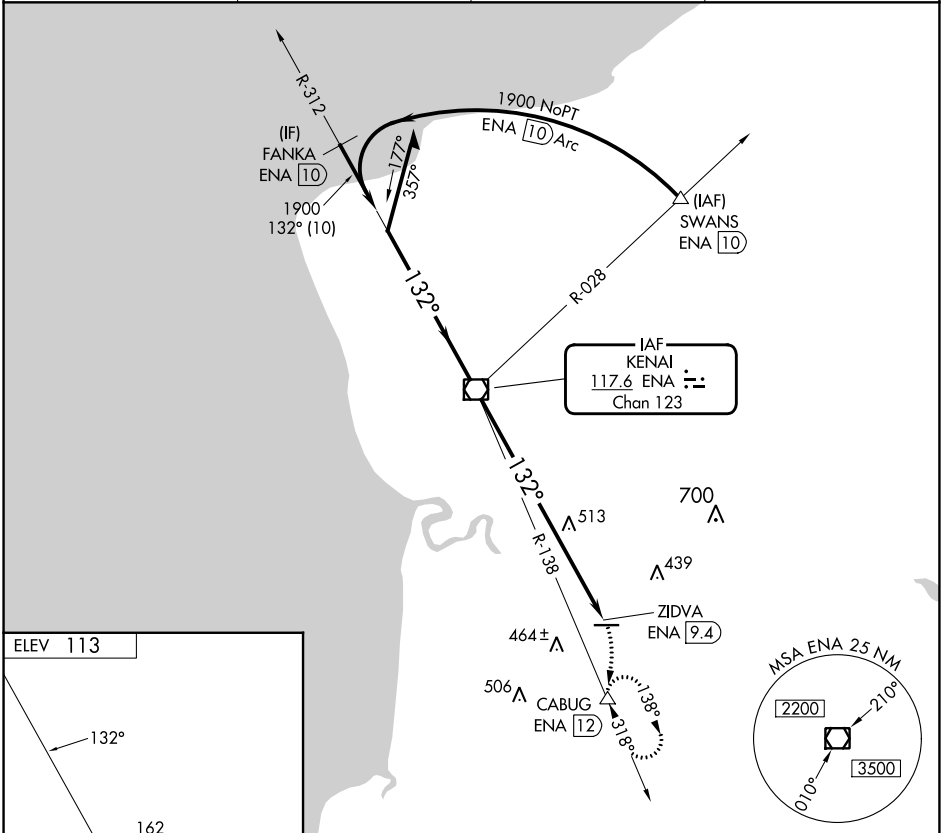 R-312
1900 NoPT
ENA 10 Arc
(IF)
FANKA
ENA 10
177°
357°
1900
132° (10)
(IAF)
SWANS
ENA 10
R-028
132°
IAF
KENAI
117.6 ENA
Chan 123
132°
R-138
513
700
439
ZIDVA
ENA 9.4
464±
506
CABUG
ENA 12
138°
318°
MSA ENA 25 NM
2200
210°
3500
010°
ELEV 113
132°
162